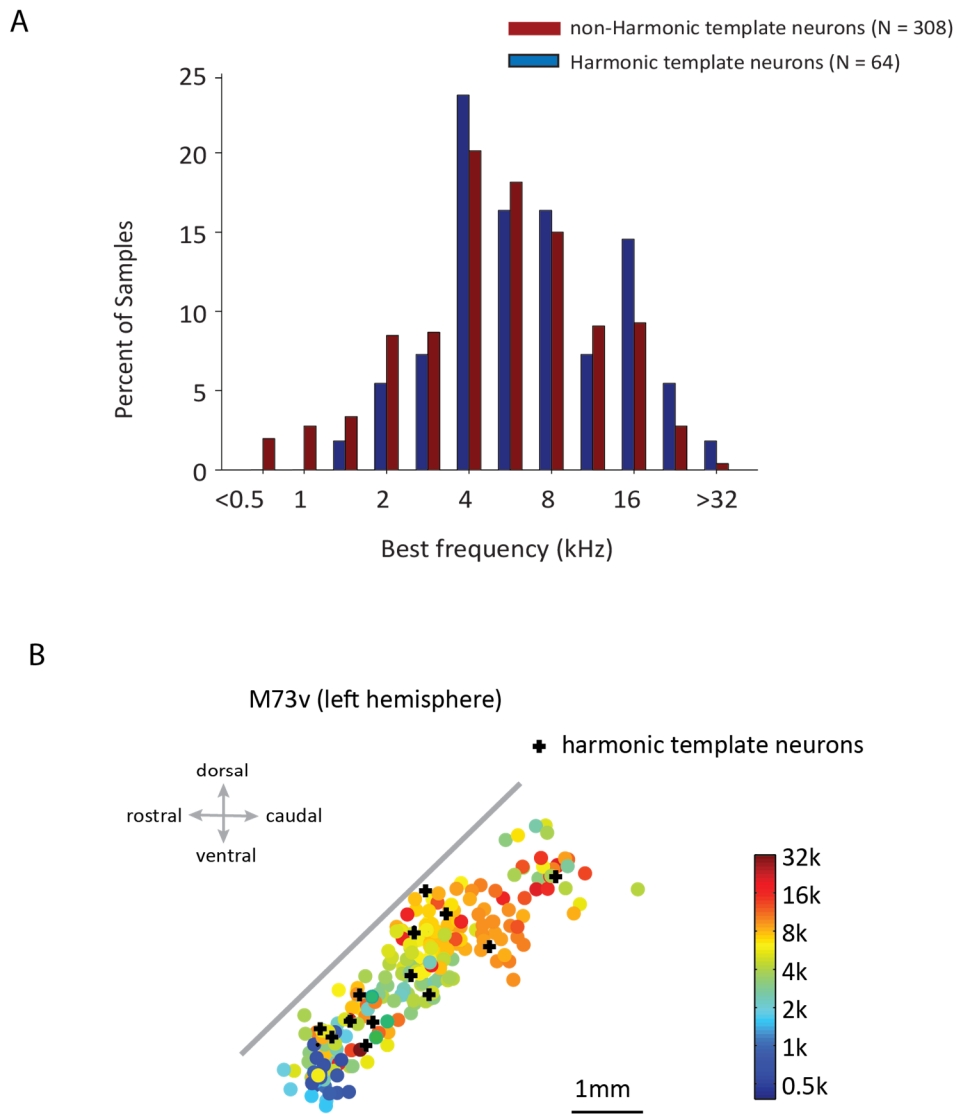 A
non-Harmonic template neurons (N = 308)
Harmonic template neurons (N = 64)
25
20
15
10
5
0
Percent of Samples
<0.5 1 2 4 8 16 >32
Best frequency (kHz)
B
M73v (left hemisphere)
harmonic template neurons
dorsal
rostral caudal
ventral
32k
16k
8k
4k
2k
1k
0.5k
1mm